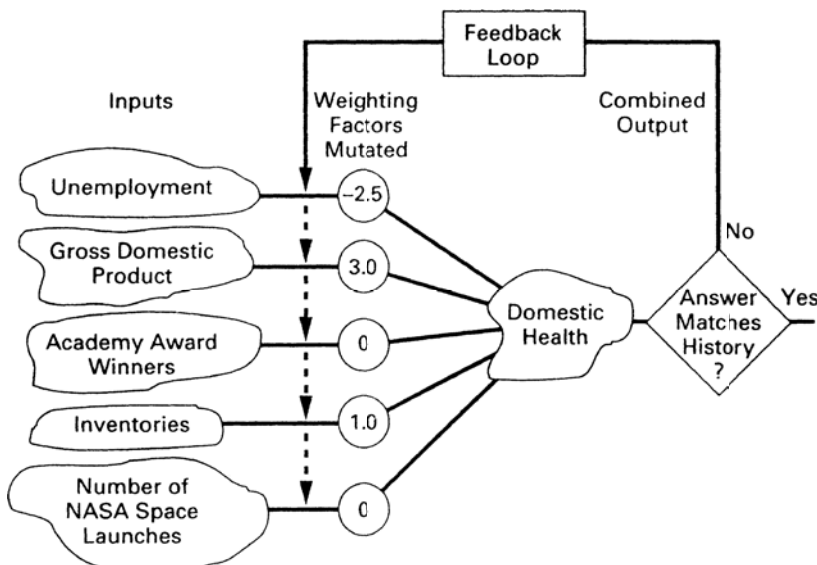 Feedback
Loop
Inputs
Weighting
Factors
Mutated
Combined
Output
Unemployment
−2.5
Gross Domestic
Product
3.0
Academy Award
Winners
0
Inventories
1.0
Number of
NASA Space
Launches
0
Domestic
Health
No
Answer
Matches
History
?
Yes